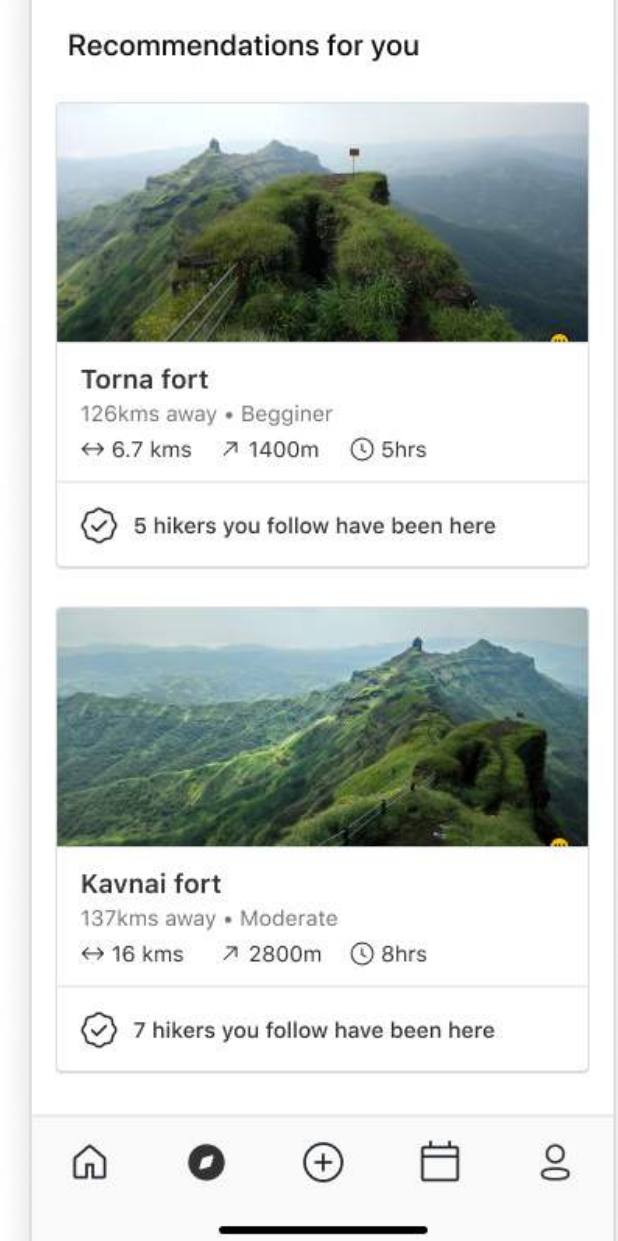 Recommendations for you
Torna fort
126kms away • Begginer
6.7 kms 1400m 5hrs
5 hikers you follow have been here
Kavnai fort
137kms away • Moderate
16 kms 2800m 8hrs
7 hikers you follow have been here